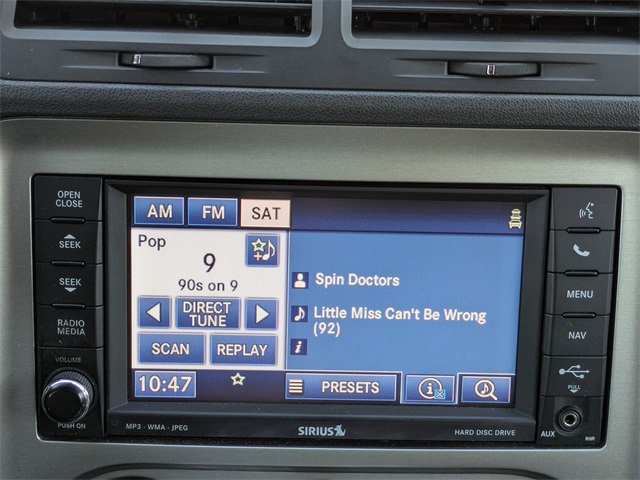 OPEN
CLOSE
SEEK
SEEK
RADIO
MEDIA
VOLUME
PUSH ON
AM
FM
SAT
Pop
9
90s on 9
DIRECT
TUNE
SCAN
REPLAY
10:47
Spin Doctors
Little Miss Can't Be Wrong
(92)
i
PRESETS
i
MENU
NAV
PULL
AUX
RHR
MP3 - WMA - JPEG
SIRIUS
HARD DISC DRIVE